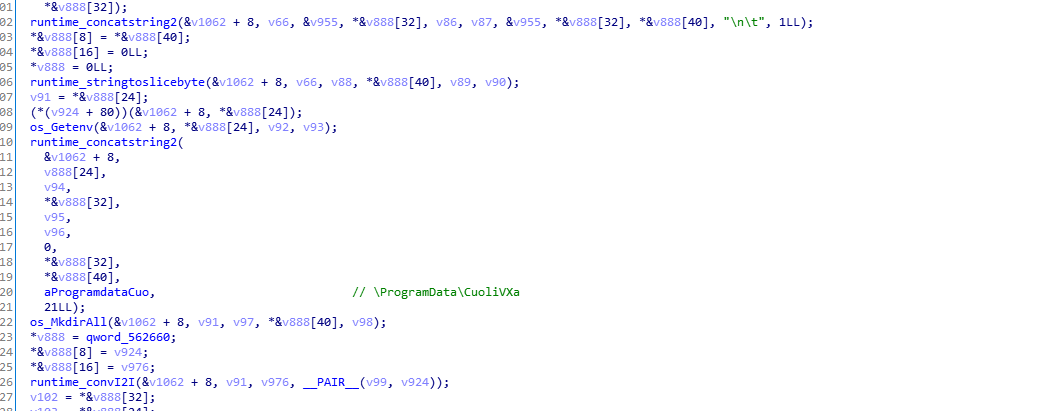 01 *&v888[32]);
02 runtime_concatstring2(&v1062 + 8, v66, &v955, *&v888[32], v86, v87, &v955, *&v888[32], *&v888[40], "\n\t", 1LL);
03 *&v888[8] = *&v888[40];
04 *&v888[16] = 0LL;
05 *v888 = 0LL;
06 runtime_stringtoslicebyte(&v1062 + 8, v66, v88, *&v888[40], v89, v90);
07 v91 = *&v888[24];
08 (*(v924 + 80))(&v1062 + 8, *&v888[24]);
09 os_Getenv(&v1062 + 8, *&v888[24], v92, v93);
10 runtime_concatstring2(
11 &v1062 + 8,
12 v888[24],
13 v94,
14 *&v888[32],
15 v95,
16 v96,
17 0,
18 *&v888[32],
19 *&v888[40],
20 aProgramdataCuo, // \ProgramData\CuoliVXa
21 21LL);
22 os_MkdirAll(&v1062 + 8, v91, v97, *&v888[40], v98);
23 *v888 = qword_562660;
24 *&v888[8] = v924;
25 *&v888[16] = v976;
26 runtime_convI2I(&v1062 + 8, v91, v976, __PAIR__(v99, v924));
27 v102 = *&v888[32];